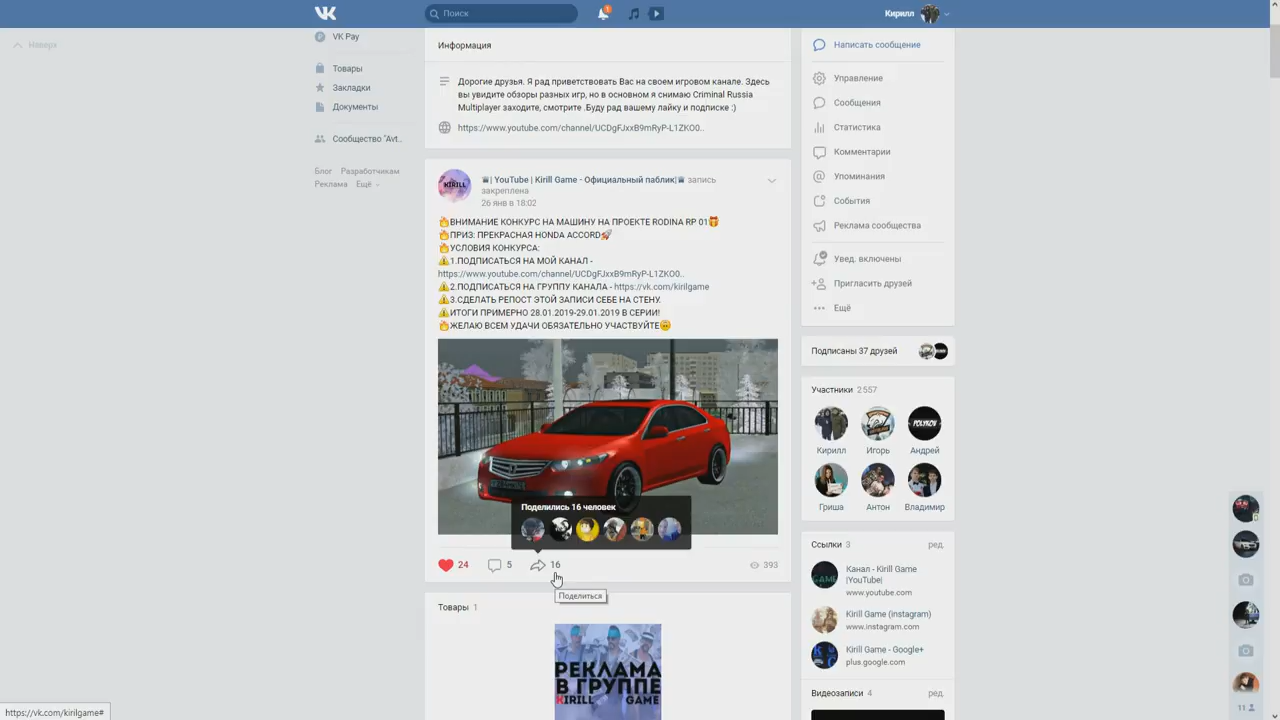 Поиск
1
Кирилл
Наверх
VK Pay
Товары
Закладки
Документы
Сообщество "Avt..
Блог Разработчикам
Реклама Ещё
Информация
Дорогие друзья. Я рад приветствовать Вас на своем игровом канале. Здесь
вы увидите обзоры разных игр, но в основном я снимаю Criminal Russia
Multiplayer заходите, смотрите .Буду рад вашему лайку и подписке :)
https://www.youtube.com/channel/UCDgFJxxB9mRyP-L1ZKO0..
KIRILL
♛| YouTube | Kirill Game - Официальный паблик|♛ запись
закреплена
26 янв в 18:02
🔥ВНИМАНИЕ КОНКУРС НА МАШИНУ НА ПРОЕКТЕ RODINA RP 01🎁
🔥ПРИЗ: ПРЕКРАСНАЯ HONDA ACCORD🚀
🔥УСЛОВИЯ КОНКУРСА:
⚠1.ПОДПИСАТЬСЯ НА МОЙ КАНАЛ -
https://www.youtube.com/channel/UCDgFJxxB9mRyP-L1ZKO0..
⚠2.ПОДПИСАТЬСЯ НА ГРУППУ КАНАЛА - https://vk.com/kirilgame
⚠3.СДЕЛАТЬ РЕПОСТ ЭТОЙ ЗАПИСИ СЕБЕ НА СТЕНУ.
⚠ИТОГИ ПРИМЕРНО 28.01.2019-29.01.2019 В СЕРИИ!
🔥ЖЕЛАЮ ВСЕМ УДАЧИ ОБЯЗАТЕЛЬНО УЧАСТВУЙТЕ😊
Поделились 16 человек
24 5 16 393
Поделиться
Товары 1
РЕКЛАМА
В ГРУППЕ
KIRILL GAME
Написать сообщение
Управление
Сообщения
Статистика
Комментарии
Упоминания
События
Реклама сообщества
Увед. включены
Пригласить друзей
Ещё
Подписаны 37 друзей
Участники 2 557
POLYKOV
Кирилл Игорь Андрей
Гриша Антон Владимир
Ссылки 3 ред.
GAME
Канал - Kirill Game
|YouTube|
www.youtube.com
Kirill Game (instagram)
www.instagram.com
Kirill Game - Google+
plus.google.com
Видеозаписи 4 ред.
11
https://vk.com/kirilgame#